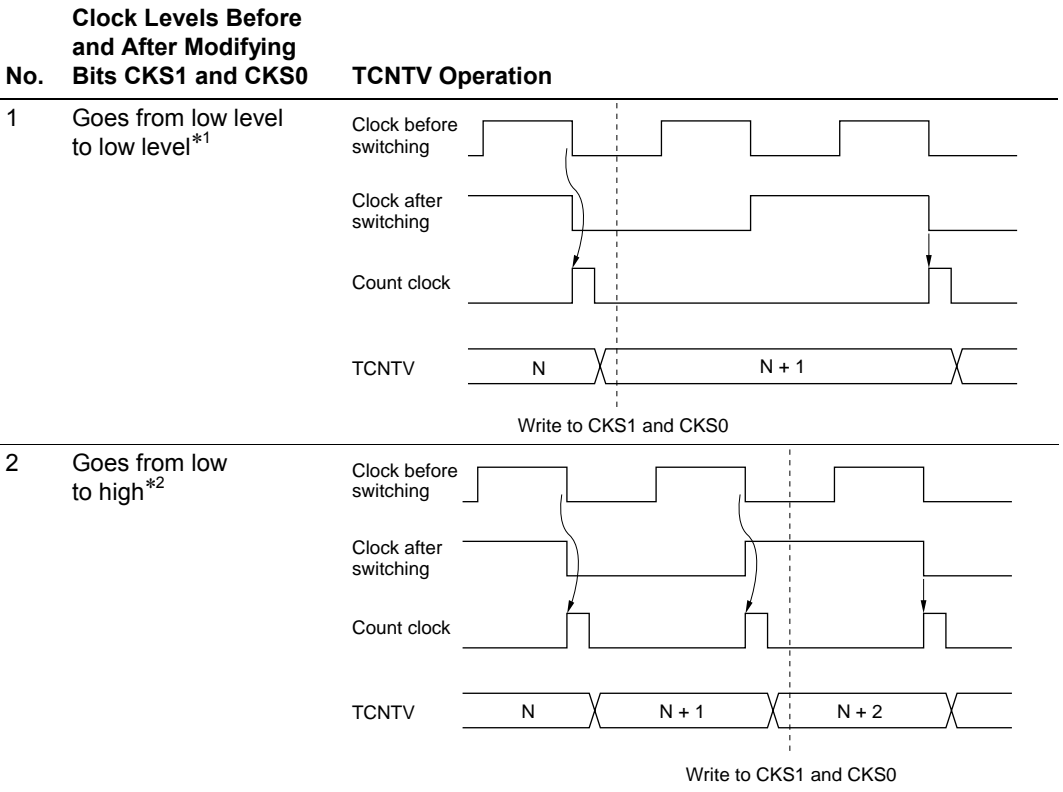 Clock Levels Before
and After Modifying
No. Bits CKS1 and CKS0 TCNTV Operation
1 Goes from low level
to low level*1
Clock before
switching
Clock after
switching
Count clock
TCNTV N N + 1
Write to CKS1 and CKS0
2 Goes from low
to high*2
Clock before
switching
Clock after
switching
Count clock
TCNTV N N + 1 N + 2
Write to CKS1 and CKS0